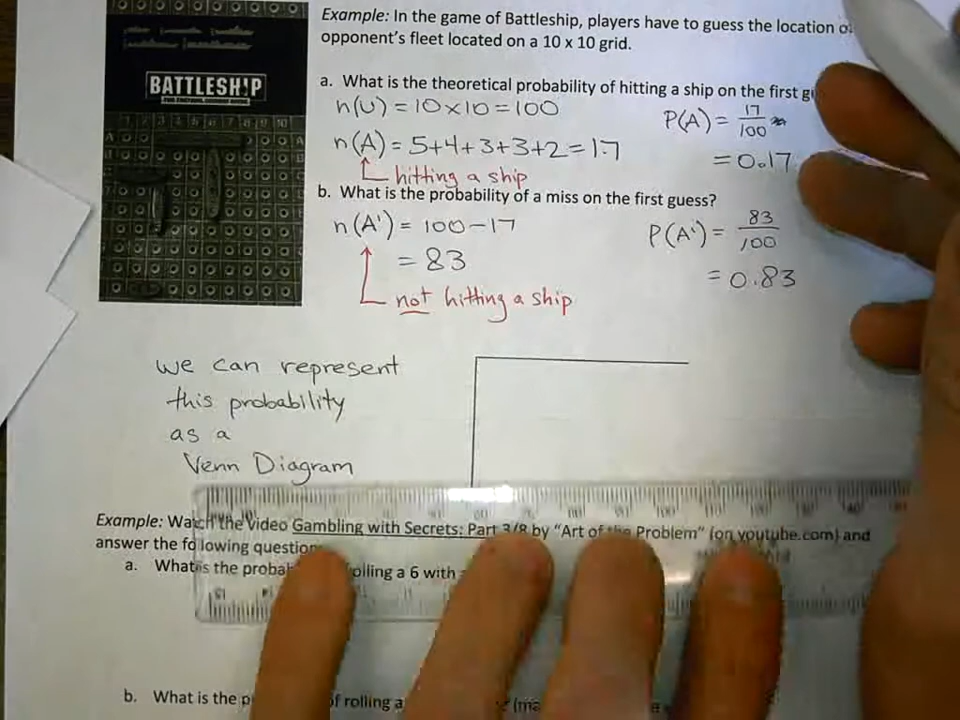 Example: In the game of Battleship, players have to guess the location
opponent's fleet located on a 10 x 10 grid.
BATTLESHIP
a. What is the theoretical probability of hitting a ship on the first
n(U) = 10×10 = 100
P(A) = 17/100
n(A) = 5+4+3+3+2 = 17
= 0.17
hitting a ship
b. What is the probability of a miss on the first guess?
n(A') = 100-17
P(A') = 83/100
= 83
= 0.83
not hitting a ship
we can represent
this probability
as a
Venn Diagram
Example: Watch the Video Gambling with Secrets: Part 3/8 by "Art of the Problem" (on youtube.com) and
answer the following
a. What is the rolling a 6 with
b. What is the of rolling a